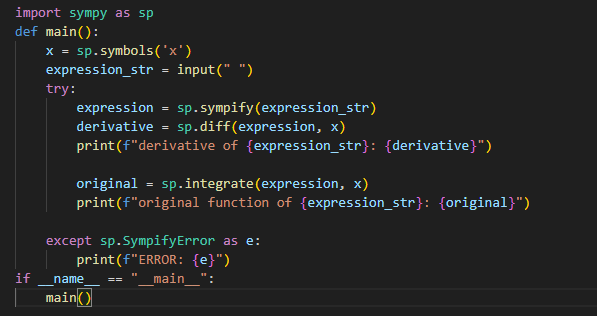 import sympy as sp
def main():
    x = sp.symbols('x')
    expression_str = input(" ")
    try:
        expression = sp.sympify(expression_str)
        derivative = sp.diff(expression, x)
        print(f"derivative of {expression_str}: {derivative}")

        original = sp.integrate(expression, x)
        print(f"original function of {expression_str}: {original}")

    except sp.SympifyError as e:
        print(f"ERROR: {e}")
if __name__ == "__main__":
    main()